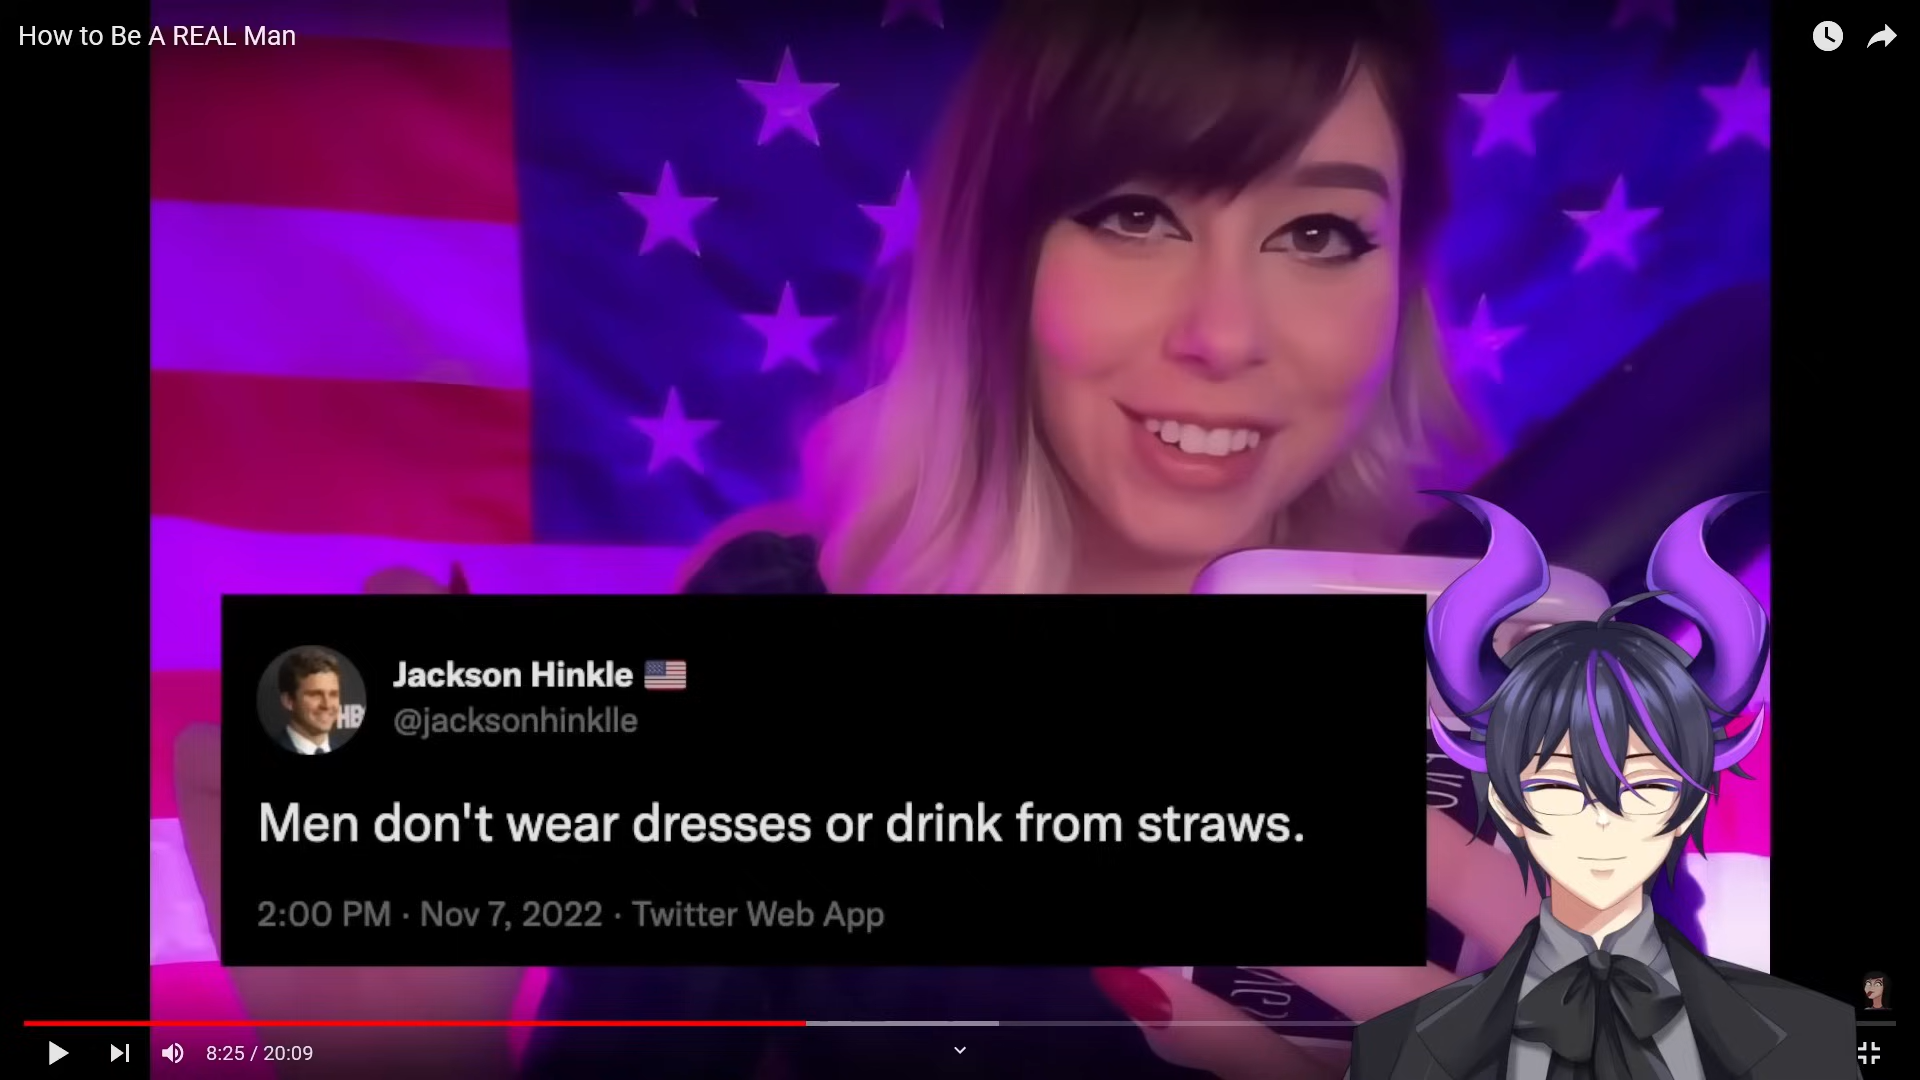 How to Be A REAL Man
Jackson Hinkle 🇺🇸
@jacksonhinklle
Men don't wear dresses or drink from straws.
2:00 PM · Nov 7, 2022 · Twitter Web App
8:25 / 20:09